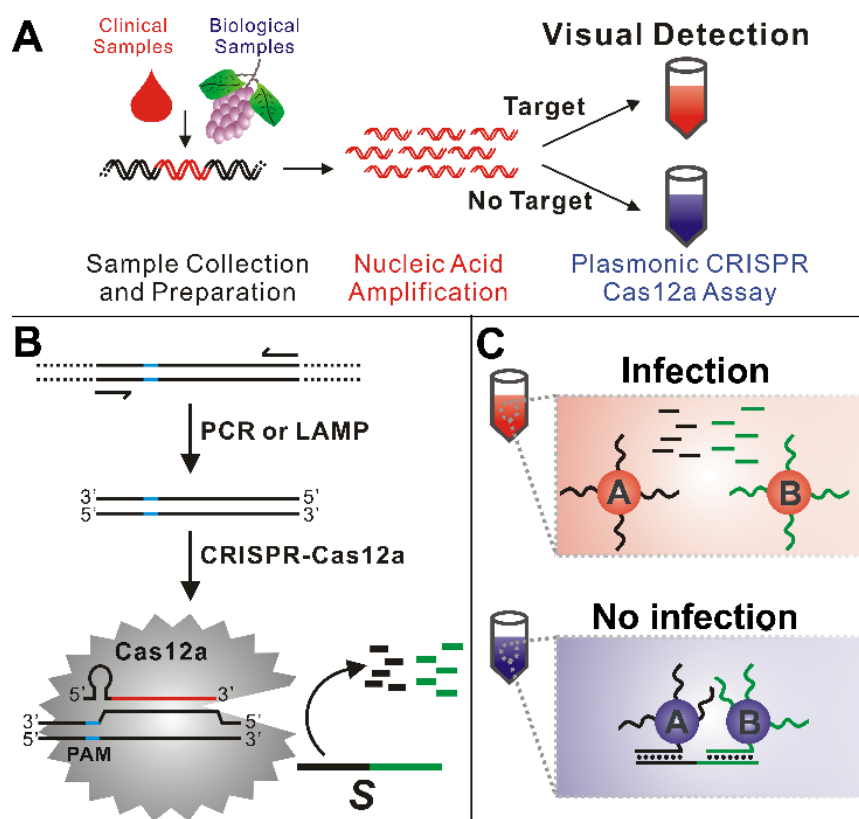 A
Clinical
Samples
Biological
Samples
Visual Detection
Target
No Target
Sample Collection
and Preparation
Nucleic Acid
Amplification
Plasmonic CRISPR
Cas12a Assay
B
PCR or LAMP
3’ 5’
5’ 3’
CRISPR-Cas12a
Cas12a
5’ 3’
3’ 5’
5’ 3’
PAM
S
C
Infection
A B
No infection
A B